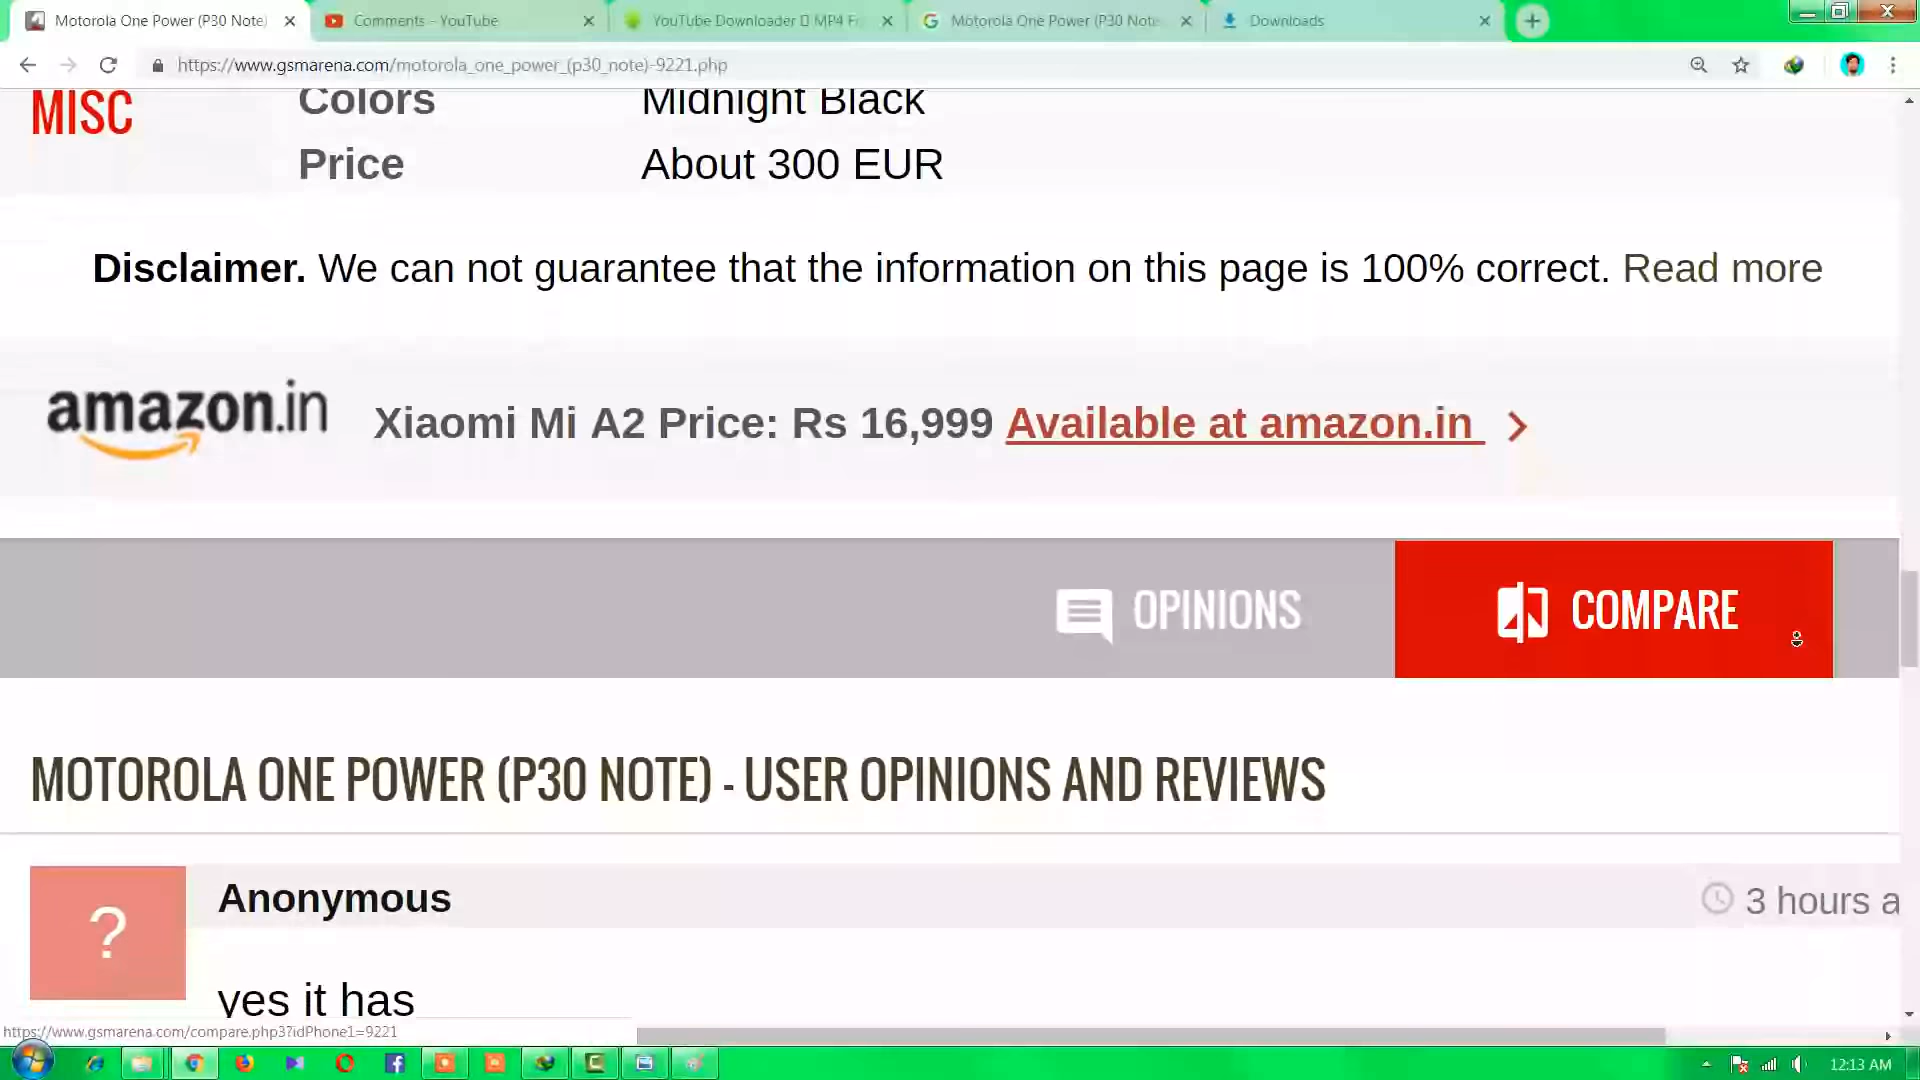 Motorola One Power (P30 Note)
Comments - YouTube
YouTube Downloader MP4 F
Motorola One Power (P30 Note
Downloads
https://www.gsmarena.com/motorola_one_power_(p30_note)-9221.php
MISC
Colors Midnight Black
Price About 300 EUR
Disclaimer. We can not guarantee that the information on this page is 100% correct. Read more
amazon.in
Xiaomi Mi A2 Price: Rs 16,999 Available at amazon.in
OPINIONS
COMPARE
MOTOROLA ONE POWER (P30 NOTE) - USER OPINIONS AND REVIEWS
?
Anonymous
3 hours a
yes it has
https://www.gsmarena.com/compare.php3?idPhone1=9221
12:13 AM